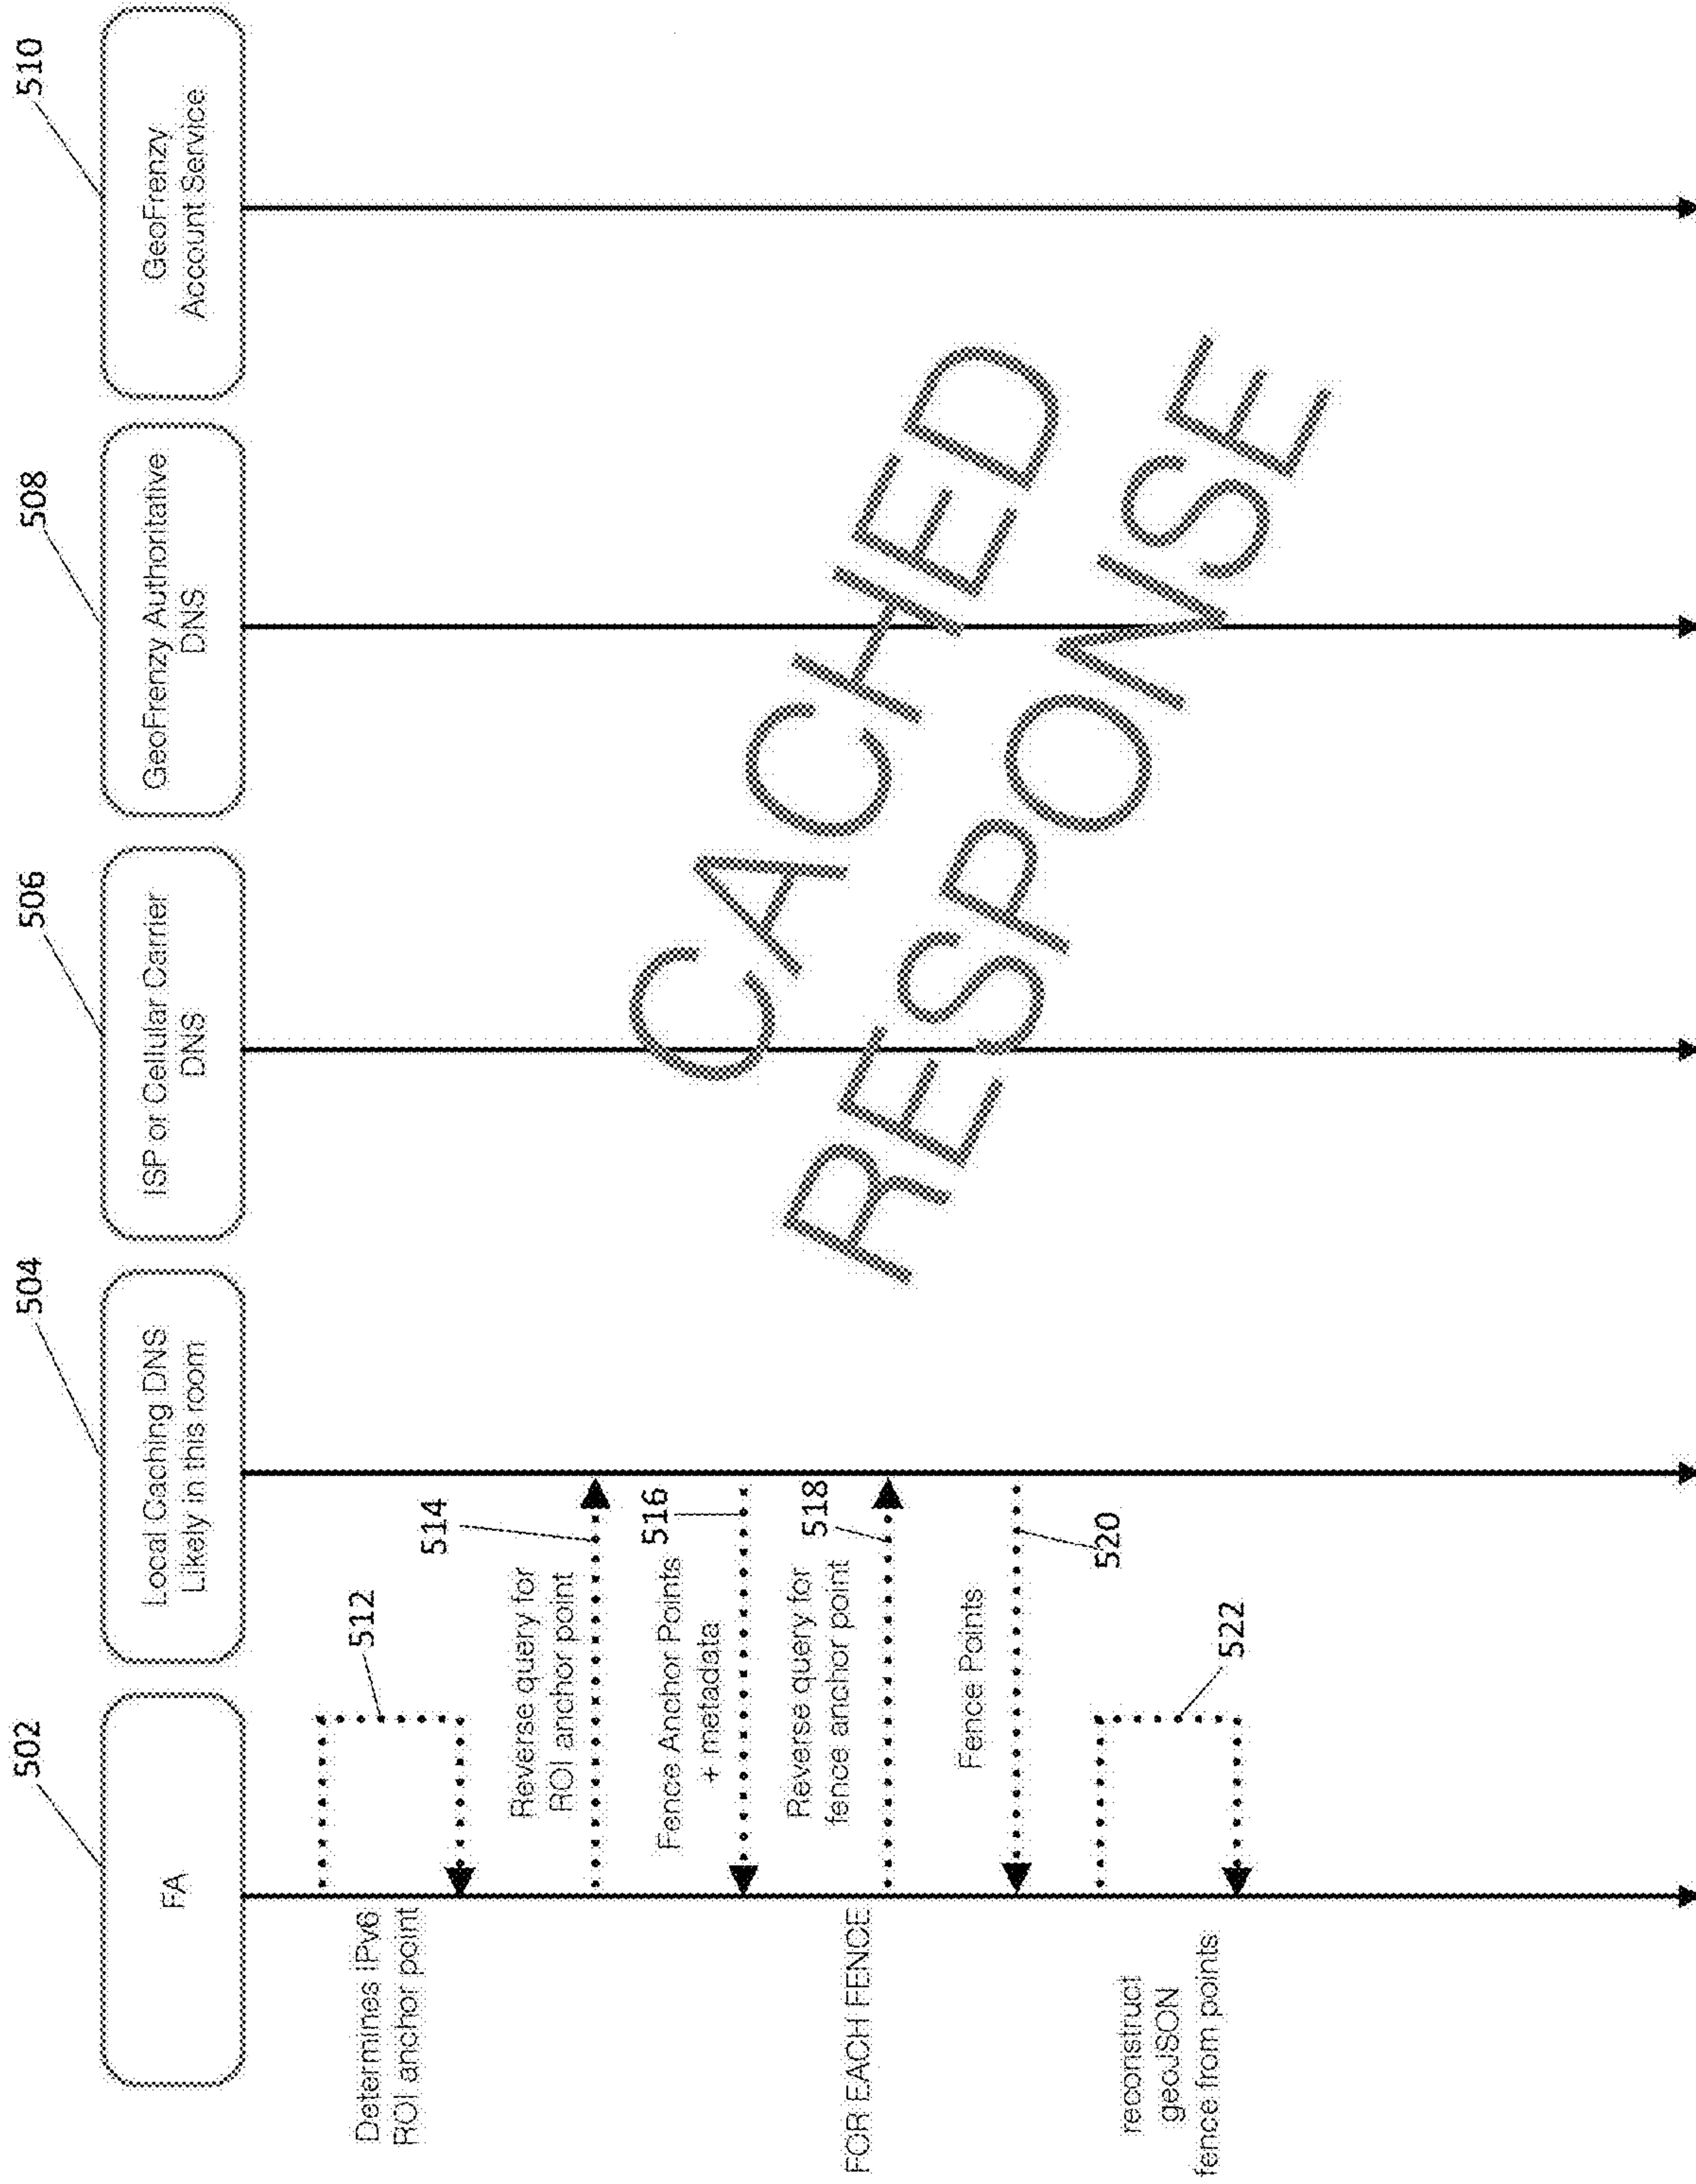 502
504
506
508
510
FA
Local Caching DNS
Likely in this room
ISP or Cellular Carrier
DNS
GeoFrenzy Authoritative
DNS
GeoFrenzy
Account Service
Determines IPv6
ROI anchor point
512
Reverse query for
ROI anchor point
514
Fence Anchor Points
+ metadata
516
FOR EACH FENCE
Reverse query for
fence anchor point
518
Fence Points
520
reconstruct
geoJSON
fence from points
522
CACHED
RESPONSE